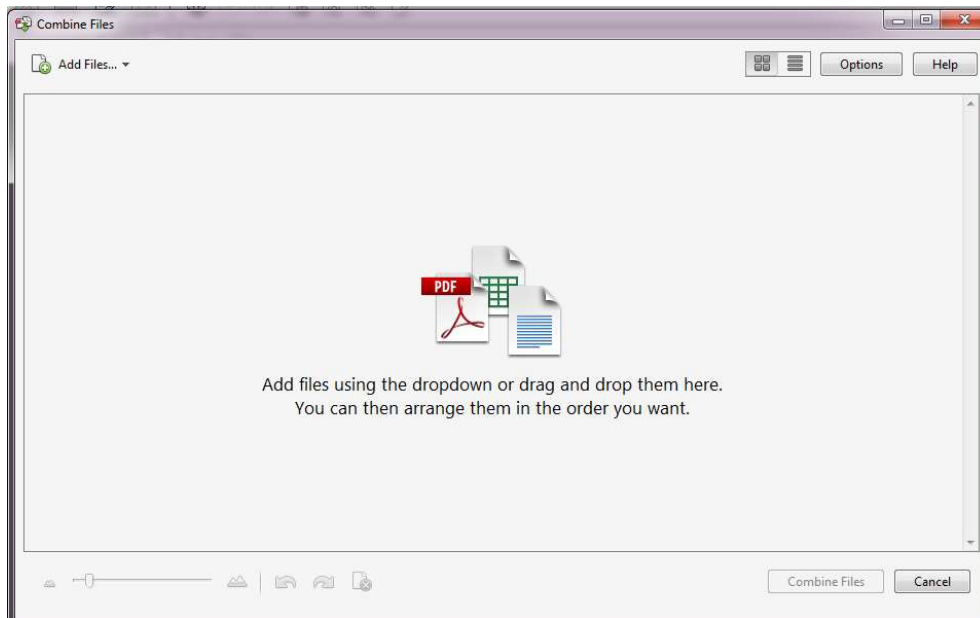 Combine Files
Add Files...
Options
Help
PDF
Add files using the dropdown or drag and drop them here.
You can then arrange them in the order you want.
Combine Files
Cancel